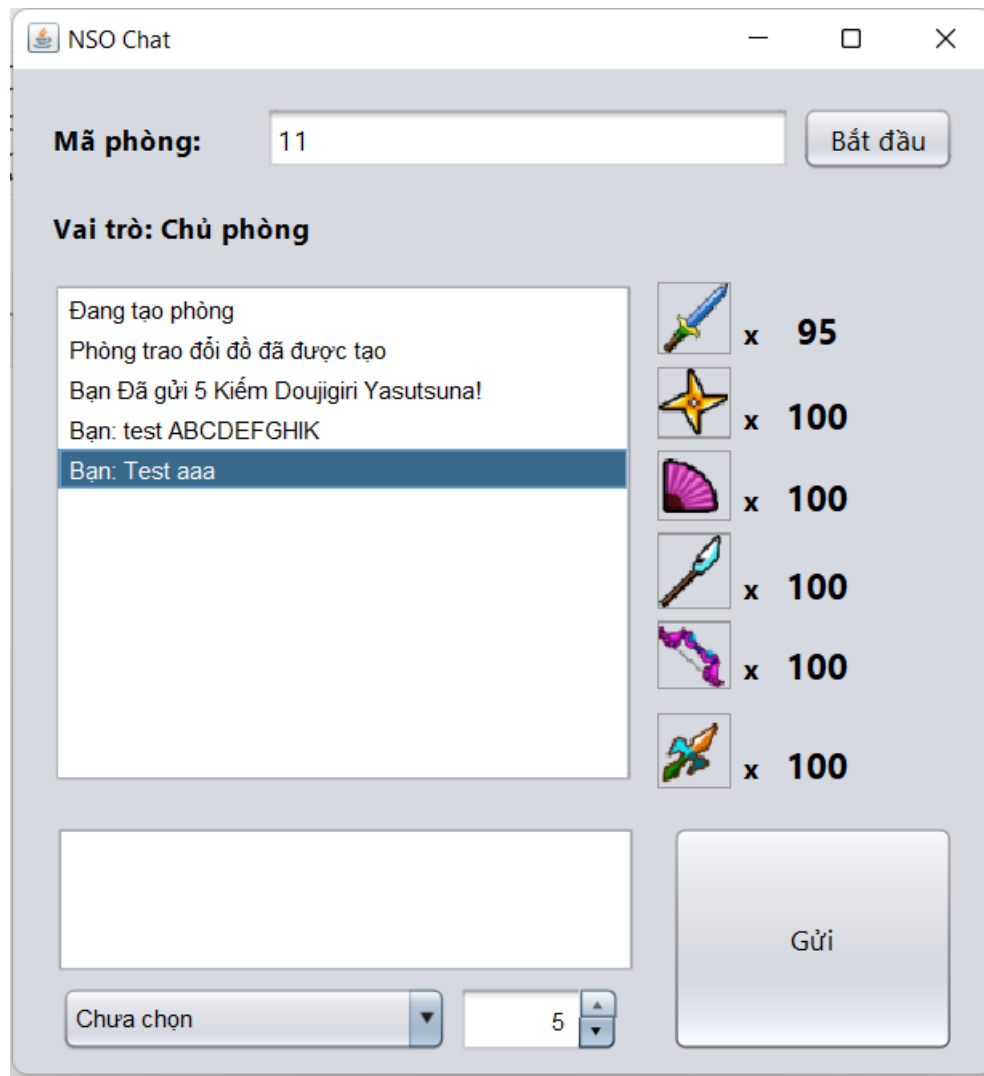 NSO Chat
Mã phòng: 11 Bắt đầu
Vai trò: Chủ phòng
Đang tạo phòng
Phòng trao đổi đồ đã được tạo
Bạn Đã gửi 5 Kiếm Doujigiri Yasutsuna!
Bạn: test ABCDEFGHIK
Bạn: Test aaa
x 95
x 100
x 100
x 100
x 100
x 100
Gửi
Chưa chọn 5